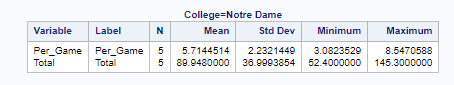 College=Notre Dame
Variable Label N Mean Std Dev Minimum Maximum
Per_Game Per_Game 5 5.7144514 2.2321449 3.0823529 8.5470588
Total Total 5 89.9480000 36.9993854 52.4000000 145.3000000